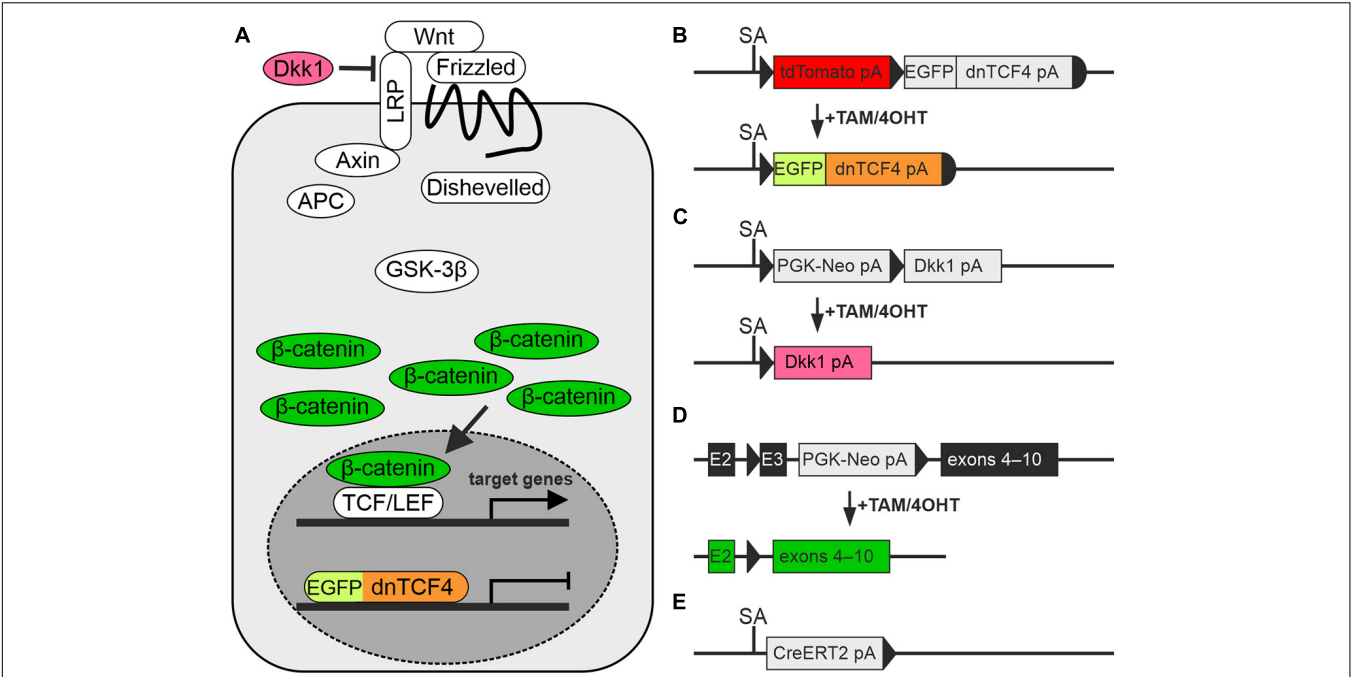 A
Wnt
Dkk1
Frizzled
LRP
Axin
Dishevelled
APC
GSK-3β
β-catenin
β-catenin
β-catenin
β-catenin
β-catenin
β-catenin
target genes
TCF/LEF
EGFP dnTCF4
B
SA
tdTomato pA EGFP dnTCF4 pA
+TAM/4OHT
SA
EGFP dnTCF4 pA
C
SA
PGK-Neo pA Dkk1 pA
+TAM/4OHT
SA
Dkk1 pA
D
E2 E3 PGK-Neo pA exons 4–10
+TAM/4OHT
E2 exons 4–10
E
SA
CreERT2 pA